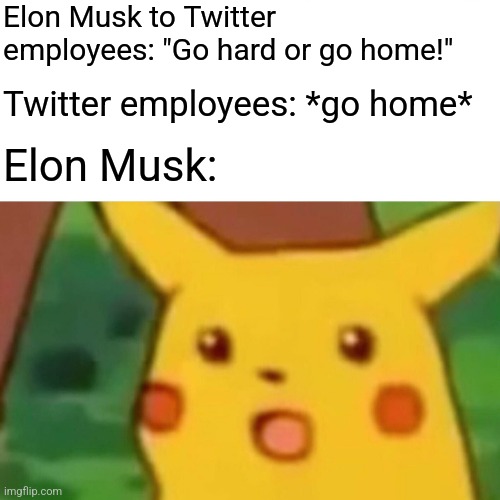 Elon Musk to Twitter
employees: "Go hard or go home!"
Twitter employees: *go home*
Elon Musk:
imgflip.com